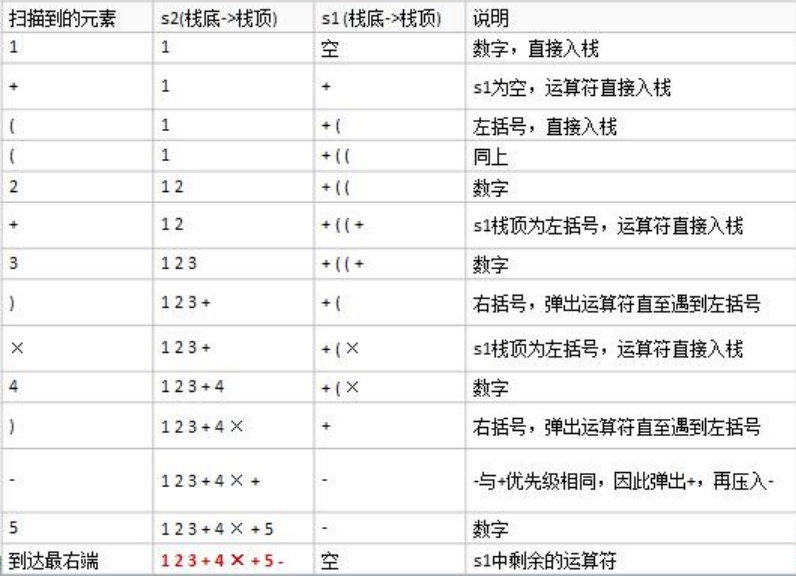 扫描到的元素 s2(栈底->栈顶) s1 (栈底->栈顶) 说明
1 1 空 数字，直接入栈
+ 1 + s1为空，运算符直接入栈
( 1 + ( 左括号，直接入栈
( 1 + ( ( 同上
2 1 2 + ( ( 数字
+ 1 2 + ( ( + s1栈顶为左括号，运算符直接入栈
3 1 2 3 + ( ( + 数字
) 1 2 3 + + ( 右括号，弹出运算符直至遇到左括号
× 1 2 3 + + ( × s1栈顶为左括号，运算符直接入栈
4 1 2 3 + 4 + ( × 数字
) 1 2 3 + 4 × + 右括号，弹出运算符直至遇到左括号
- 1 2 3 + 4 × + - -与+优先级相同，因此弹出+，再压入-
5 1 2 3 + 4 × + 5 - 数字
到达最右端 1 2 3 + 4 × + 5 - 空 s1中剩余的运算符